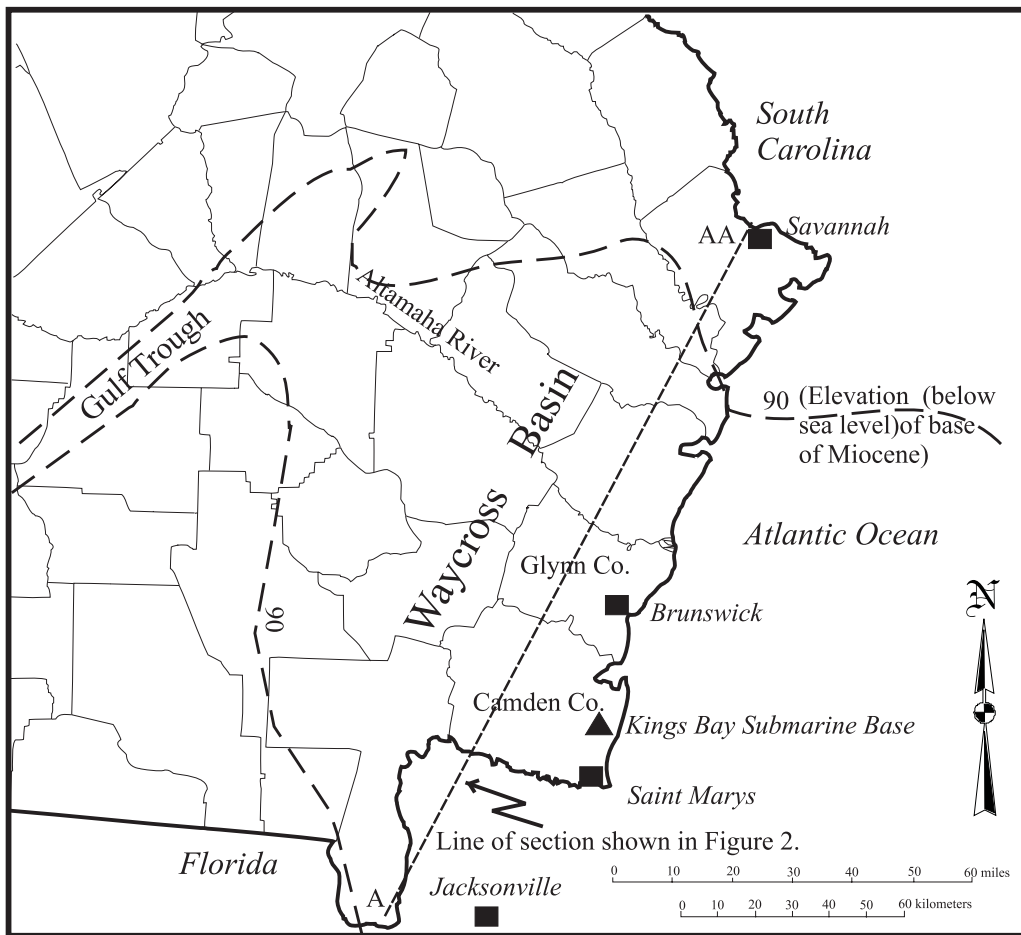 South
Carolina
AA
Savannah
Altamaha River
Gulf Trough
Waycross Basin
90 (Elevation (below
sea level)of base
of Miocene)
Atlantic Ocean
N
Glynn Co.
Brunswick
90
Camden Co.
Kings Bay Submarine Base
Saint Marys
Line of section shown in Figure 2.
Florida
A
Jacksonville
0 10 20 30 40 50 60 miles
0 10 20 30 40 50 60 kilometers